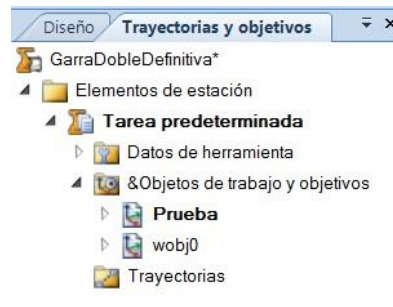 Diseño Trayectorias y objetivos
GarraDobleDefinitiva*
Elementos de estación
Tarea predeterminada
Datos de herramienta
&Objetos de trabajo y objetivos
Prueba
wobj0
Trayectorias